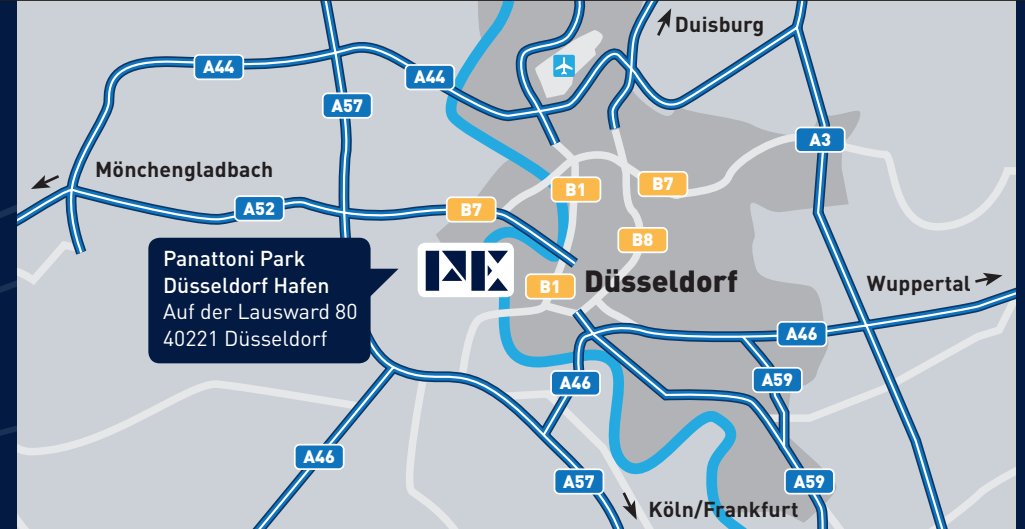 Duisburg
A44
A44
A57
A3
Mönchengladbach
B1
B7
A52
B7
B8
Panattoni Park
Düsseldorf Hafen
Auf der Lausward 80
40221 Düsseldorf
B1
Düsseldorf
Wuppertal
A46
A46
A59
A46
A57
A59
Köln/Frankfurt